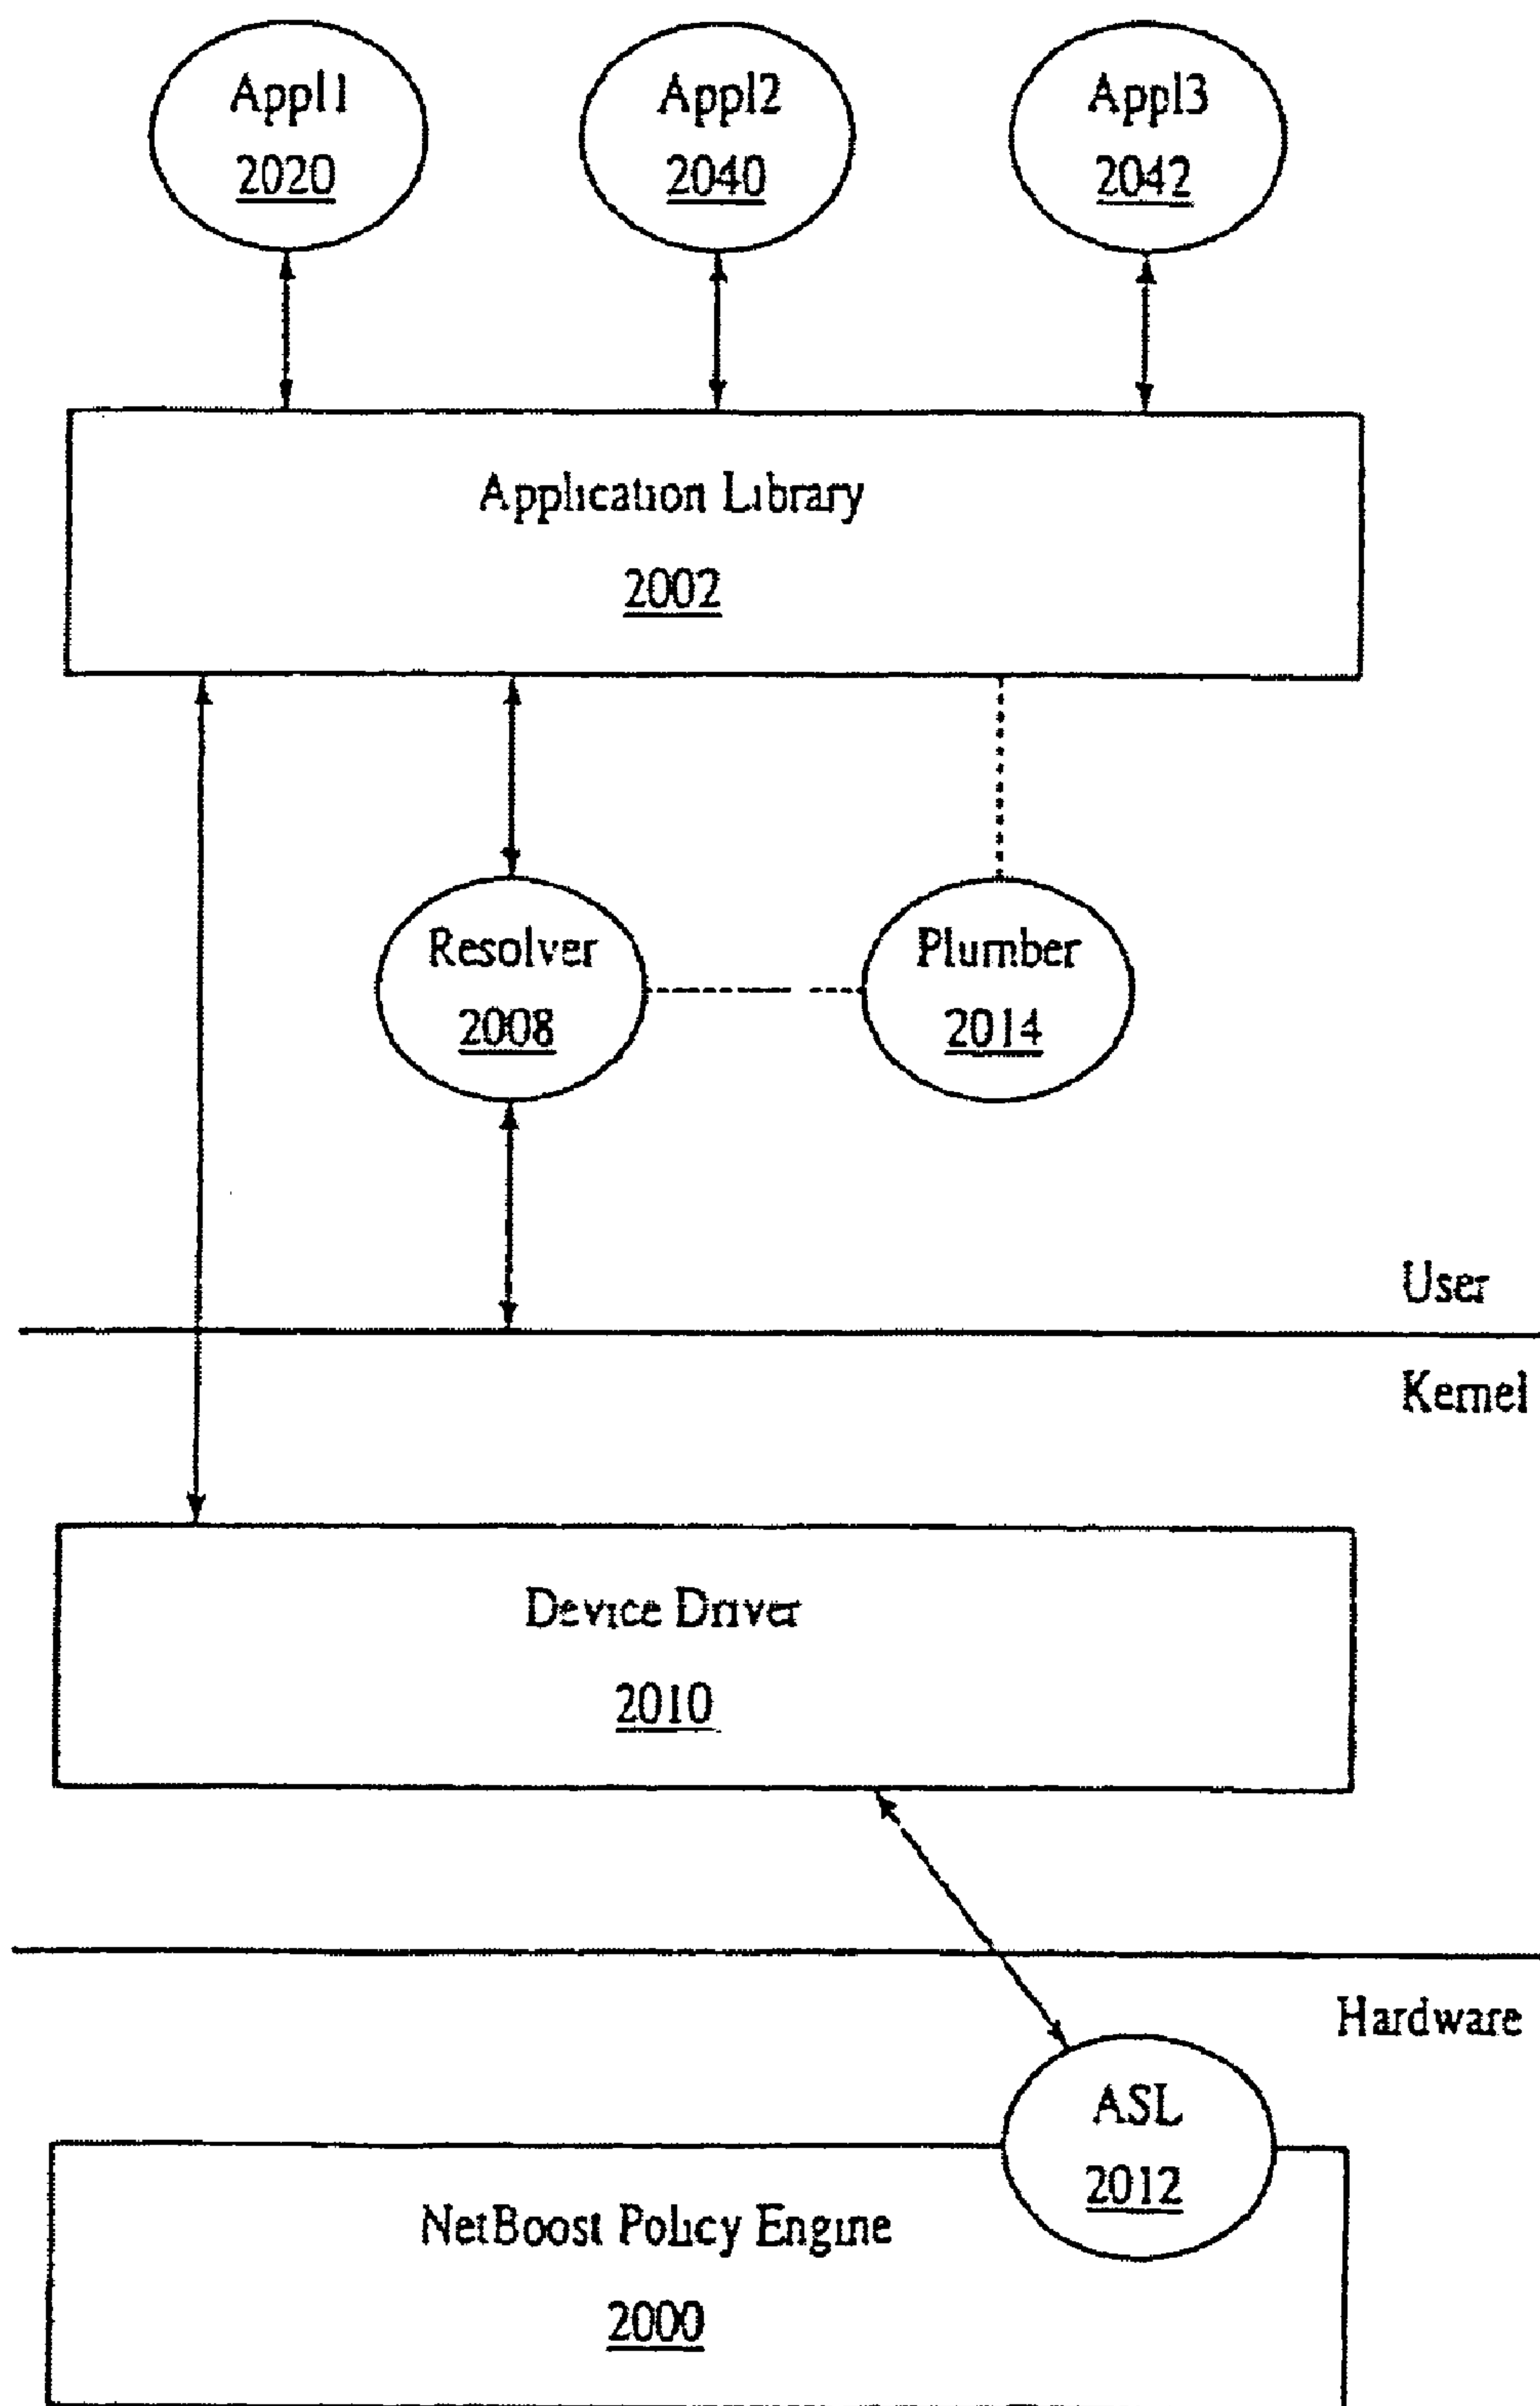 Appl1
2020
Appl2
2040
Appl3
2042
Application Library
2002
Resolver
2008
Plumber
2014
User
Kernel
Device Driver
2010
Hardware
ASL
2012
NetBoost Policy Engine
2000